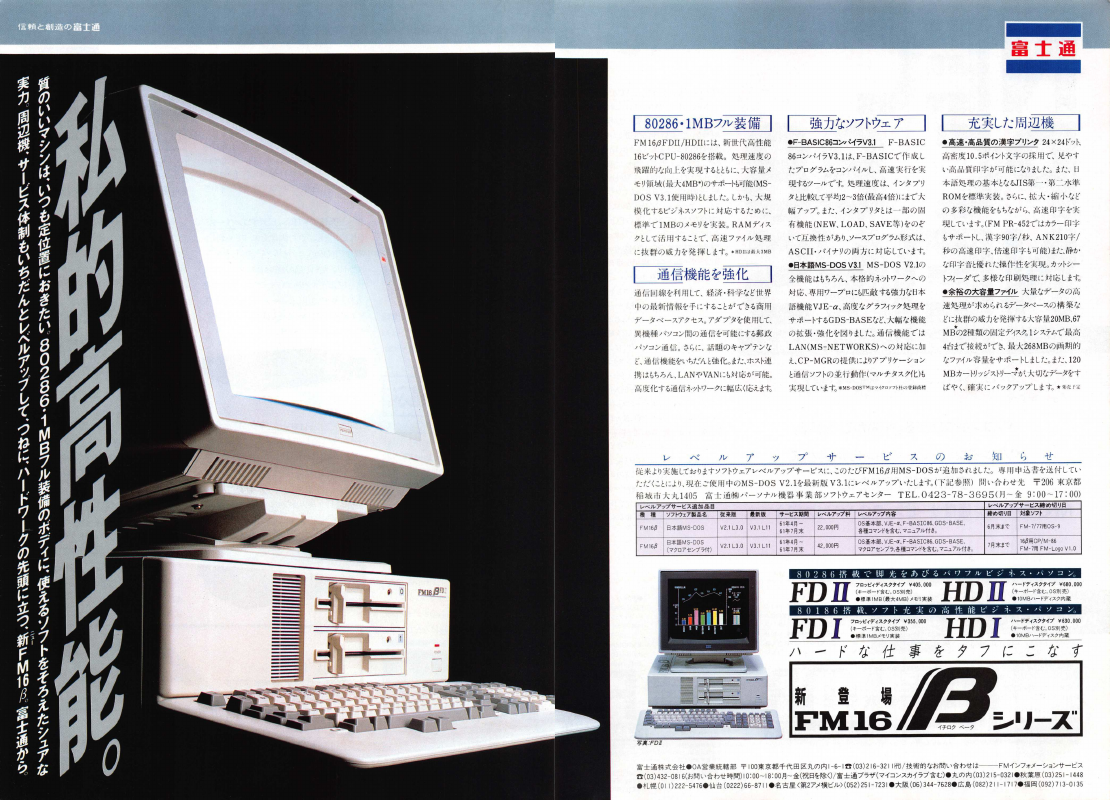 信頼と創造の富士通
私的高性能。
質のいいマシンは、いつも定位置におきたい。80286・1MBフル装備のボディに、使えるソフトをそろえたシュアな
実力。周辺機、サービス体制もいちだんとレベルアップして、つねに、ハードワークの先頭に立つ、新FM16β。富士通から。
富士通
80286・1MBフル装備
FM16βFDII/HDIIには、新世代高性能
16ビットCPU-80286を搭載。処理速度の
飛躍的な向上を実現するとともに、大容量メ
モリ領域(最大4MB*)のサポートも可能(MS-
DOS V3.1使用時)としました。しかも、大規
模化するビジネスソフトに対応するために、
標準で1MBのメモリを実装。RAMディス
クとして活用することで、高速ファイル処理
に抜群の威力を発揮します。*HDIIは最大3MB
通信機能を強化
通信回線を利用して、経済・科学など世界
中の最新情報を手にすることができる商用
データベースアクセス。アダプタを使用して、
異機種パソコン間の通信を可能にする郵政
パソコン通信。さらに、話題のキャプテンな
ど、通信機能をいちだんと強化。また、ホスト連
携はもちろん、LANやVANにも対応が可能。
高度化する通信ネットワークに幅広く応えます。
強力なソフトウェア
●F-BASIC86コンパイラV3.1 F-BASIC
86コンパイラV3.1は、F-BASICで作成し
たプログラムをコンパイルし、高速実行を実
現するツールです。処理速度は、インタプリ
タと比較して平均2〜3倍(最高4倍)にまで大
幅アップ。また、インタプリタとは一部の固
有機能(NEW、LOAD、SAVE等)をのぞ
いて互換性があり、ソースプログラム形式は、
ASCII・バイナリの両方に対応しています。
●日本語MS-DOS V3.1 MS-DOS V2.1の
全機能はもちろん、本格的ネットワークへの
対応、専用ワープロにも匹敵する強力な日本
語機能VJE-α、高度なグラフィック処理を
サポートするGDS-BASEなど、大幅な機能
の拡張・強化を図りました。通信機能では
LAN(MS-NETWORKS)への対応に加
え、CP-MGRの提供によりアプリケーション
と通信ソフトの並行動作(マルチタスク化)も
実現しています。※MS-DOS™はマイクロソフト社の登録商標
充実した周辺機
●高速・高品質の漢字プリンタ 24×24ドット、
高密度10.5ポイント文字の採用で、見やす
い高品質印字が可能になりました。また、日
本語処理の基本となるJIS第一・第二水準
ROMを標準実装。さらに、拡大・縮小など
の多彩な機能をもちながら、高速印字を実
現しています。(FM PR-452ではカラー印字
もサポートし、漢字90字/秒、ANK210字/
秒の高速印字、倍速印字も可能)また、静か
な印字音と優れた操作性を実現。カットシー
トフィーダで、多様な印刷処理に対応します。
●余裕の大容量ファイル 大量なデータの高
速処理が求められるデータベースの構築な
どに抜群の威力を発揮する大容量20MB、67
MB*の2種類の固定ディスク。1システムで最高
4台まで接続ができ、最大268MBの画期的
なファイル容量をサポートしました。また、120
MBカートリッジストリーマ*が、大切なデータをす
ばやく、確実にバックアップします。★発売予定
レベルアップサービスのお知らせ
従来より実施しておりますソフトウェアレベルアップサービスに、このたびFM16β用MS-DOSが追加されました。専用申込書を送付してい
ただくことにより、現在ご使用中のMS-DOS V2.1を最新版V3.1にレベルアップいたします。(下記参照) 問い合わせ先 〒206 東京都
稲城市大丸1405 富士通㈱パーソナル機器事業部ソフトウェアセンター TEL.0423-78-3695(月〜金 9:00〜17:00)
レベルアップサービス追加品目
機種 ソフトウェア製品名 従来版 最新版 サービス期間 レベルアップ料 レベルアップ内容
FM16β 日本語MS-DOS V2.1 L3.0 V3.1 L11 61年4月〜61年7月末 22,000円 OS基本部、VJE-α、F-BASIC86、GDS-BASE、各種コマンドを含む、マニュアル付き。
FM16β 日本語MS-DOS(マクロアセンブラ付) V2.1 L3.0 V3.1 L11 61年4月〜61年7月末 42,000円 OS基本部、VJE-α、F-BASIC86、GDS-BASE、マクロアセンブラ、各種コマンドを含む、マニュアル付き。
レベルアップサービス締め切り日
締め切り日 対象ソフト
6月末まで FM-7/77用OS-9
7月末まで 16β用CP/M-86 FM-7用FM-Logo V1.0
80286搭載で脚光をあびるパワフルビジネス・パソコン。
FDII フロッピィディスクタイプ ¥405,000
(キーボード含む、OS別売)
●標準1MB(最大4MB)メモリ実装
HDII ハードディスクタイプ ¥680,000
(キーボード含む、OS別売)
●10MBハードディスク内蔵
80186搭載、ソフト充実の高性能ビジネス・パソコン。
FDI フロッピィディスクタイプ ¥355,000
(キーボード含む、OS別売)
●標準1MBメモリ実装
HDI ハードディスクタイプ ¥630,000
(キーボード含む、OS別売)
●10MBハードディスク内蔵
ハードな仕事をタフにこなす
新登場
FM16βシリーズ
イチロク ベータ
写真:FDII
FM16β FDII
富士通株式会社●OA営業統轄部 〒100東京都千代田区丸の内1-6-1☎(03)216-3211㈹/技術的なお問い合わせは――FMインフォメーションサービス
☎(03)432-0816(お問い合わせ時間)10:00〜18:00月〜金(祝日を除く)/富士通プラザ(マイコンスカイラブ含む)●丸の内(03)215-0321●秋葉原(03)251-1448
●札幌(011)222-5476●仙台(0222)66-8711●名古屋〈第2アメ横ビル〉(052)251-7231●大阪(06)344-7628●広島(082)211-1717●福岡(092)713-0135